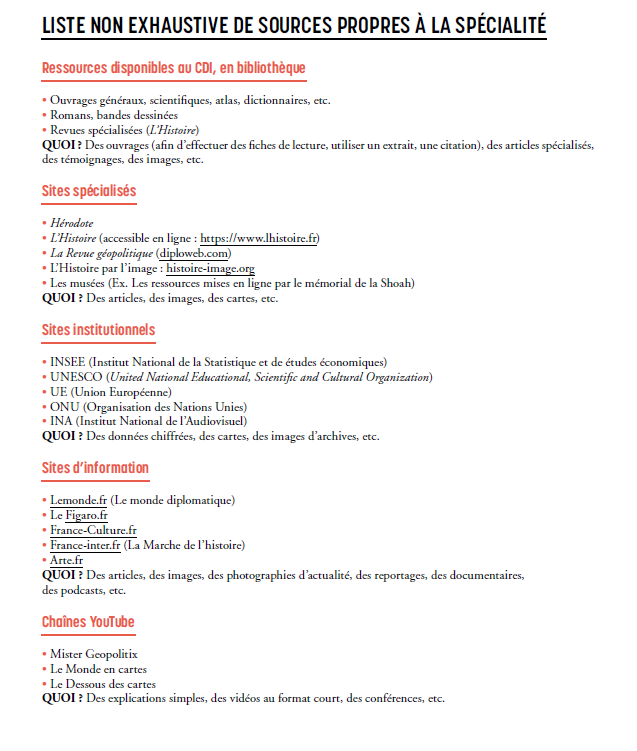 LISTE NON EXHAUSTIVE DE SOURCES PROPRES À LA SPÉCIALITÉ
Ressources disponibles au CDI, en bibliothèque
• Ouvrages généraux, scientifiques, atlas, dictionnaires, etc.
• Romans, bandes dessinées
• Revues spécialisées (L'Histoire)
QUOI ? Des ouvrages (afin d'effectuer des fiches de lecture, utiliser un extrait, une citation), des articles spécialisés,
des témoignages, des images, etc.
Sites spécialisés
• Hérodote
• L'Histoire (accessible en ligne : https://www.lhistoire.fr)
• La Revue géopolitique (diploweb.com)
• L'Histoire par l'image : histoire-image.org
• Les musées (Ex. Les ressources mises en ligne par le mémorial de la Shoah)
QUOI ? Des articles, des images, des cartes, etc.
Sites institutionnels
• INSEE (Institut National de la Statistique et de études économiques)
• UNESCO (United National Educational, Scientific and Cultural Organization)
• UE (Union Européenne)
• ONU (Organisation des Nations Unies)
• INA (Institut National de l'Audiovisuel)
QUOI ? Des données chiffrées, des cartes, des images d'archives, etc.
Sites d'information
• Lemonde.fr (Le monde diplomatique)
• Le Figaro.fr
• France-Culture.fr
• France-inter.fr (La Marche de l'histoire)
• Arte.fr
QUOI ? Des articles, des images, des photographies d'actualité, des reportages, des documentaires,
des podcasts, etc.
Chaînes YouTube
• Mister Geopolitix
• Le Monde en cartes
• Le Dessous des cartes
QUOI ? Des explications simples, des vidéos au format court, des conférences, etc.